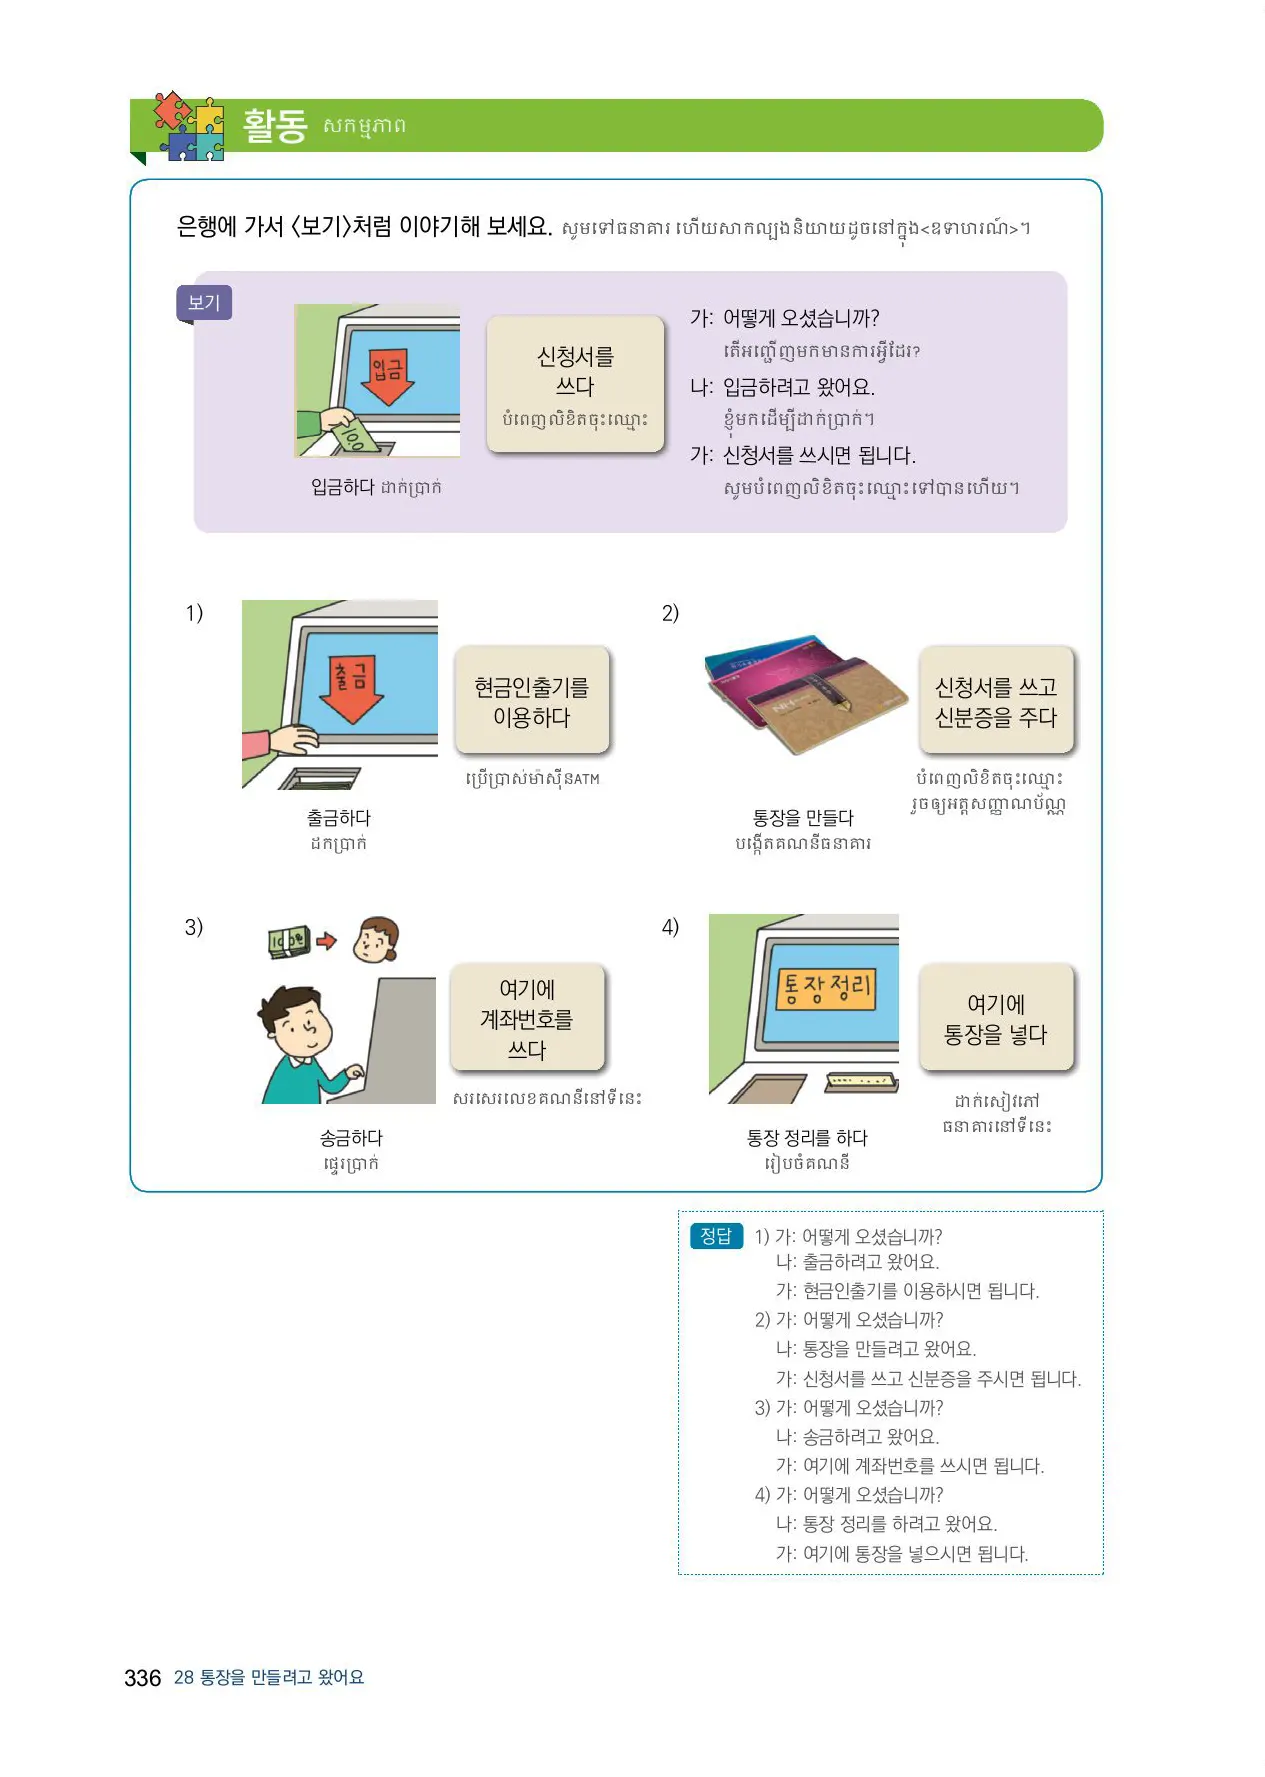 활동 សកម្មភាព
은행에 가서 〈보기〉처럼 이야기해 보세요. សូមទៅធនាគារ ហើយសាកល្បងនិយាយដូចនៅក្នុង<ឧទាហរណ៍>។
보기
입금
입금하다 ដាក់ប្រាក់
신청서를
쓰다
បំពេញលិខិតចុះឈ្មោះ
가: 어떻게 오셨습니까?
តើអញ្ជើញមកមានការអ្វីដែរ?
나: 입금하려고 왔어요.
ខ្ញុំមកដើម្បីដាក់ប្រាក់។
가: 신청서를 쓰시면 됩니다.
សូមបំពេញលិខិតចុះឈ្មោះទៅបានហើយ។
1)
출금
현금인출기를
이용하다
ប្រើប្រាស់ម៉ាស៊ីនATM
출금하다
ដកប្រាក់
2)
NH
신청서를 쓰고
신분증을 주다
បំពេញលិខិតចុះឈ្មោះ
រួចឲ្យអត្តសញ្ញាណប័ណ្ណ
통장을 만들다
បង្កើតគណនីធនាគារ
3)
여기에
계좌번호를
쓰다
សរសេរលេខគណនីនៅទីនេះ
송금하다
ផ្ទេរប្រាក់
4)
통장정리
여기에
통장을 넣다
ដាក់សៀវភៅ
ធនាគារនៅទីនេះ
통장 정리를 하다
រៀបចំគណនី
정답 1) 가: 어떻게 오셨습니까?
나: 출금하려고 왔어요.
가: 현금인출기를 이용하시면 됩니다.
2) 가: 어떻게 오셨습니까?
나: 통장을 만들려고 왔어요.
가: 신청서를 쓰고 신분증을 주시면 됩니다.
3) 가: 어떻게 오셨습니까?
나: 송금하려고 왔어요.
가: 여기에 계좌번호를 쓰시면 됩니다.
4) 가: 어떻게 오셨습니까?
나: 통장 정리를 하려고 왔어요.
가: 여기에 통장을 넣으시면 됩니다.
336 28 통장을 만들려고 왔어요